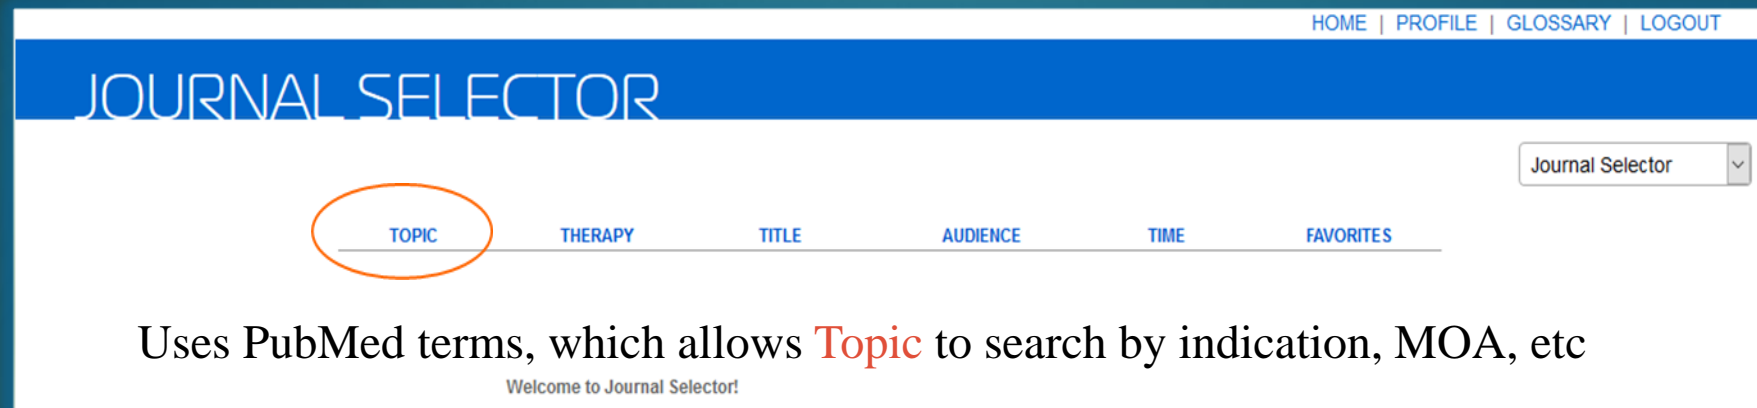 HOME | PROFILE | GLOSSARY | LOGOUT
JOURNAL SELECTOR
Journal Selector
TOPIC THERAPY TITLE AUDIENCE TIME FAVORITES
Uses PubMed terms, which allows Topic to search by indication, MOA, etc
Welcome to Journal Selector!